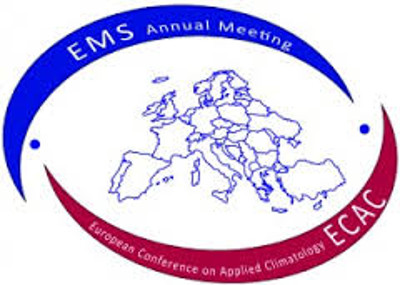 EMS Annual Meeting
European Conference on Applied Climatology ECAC